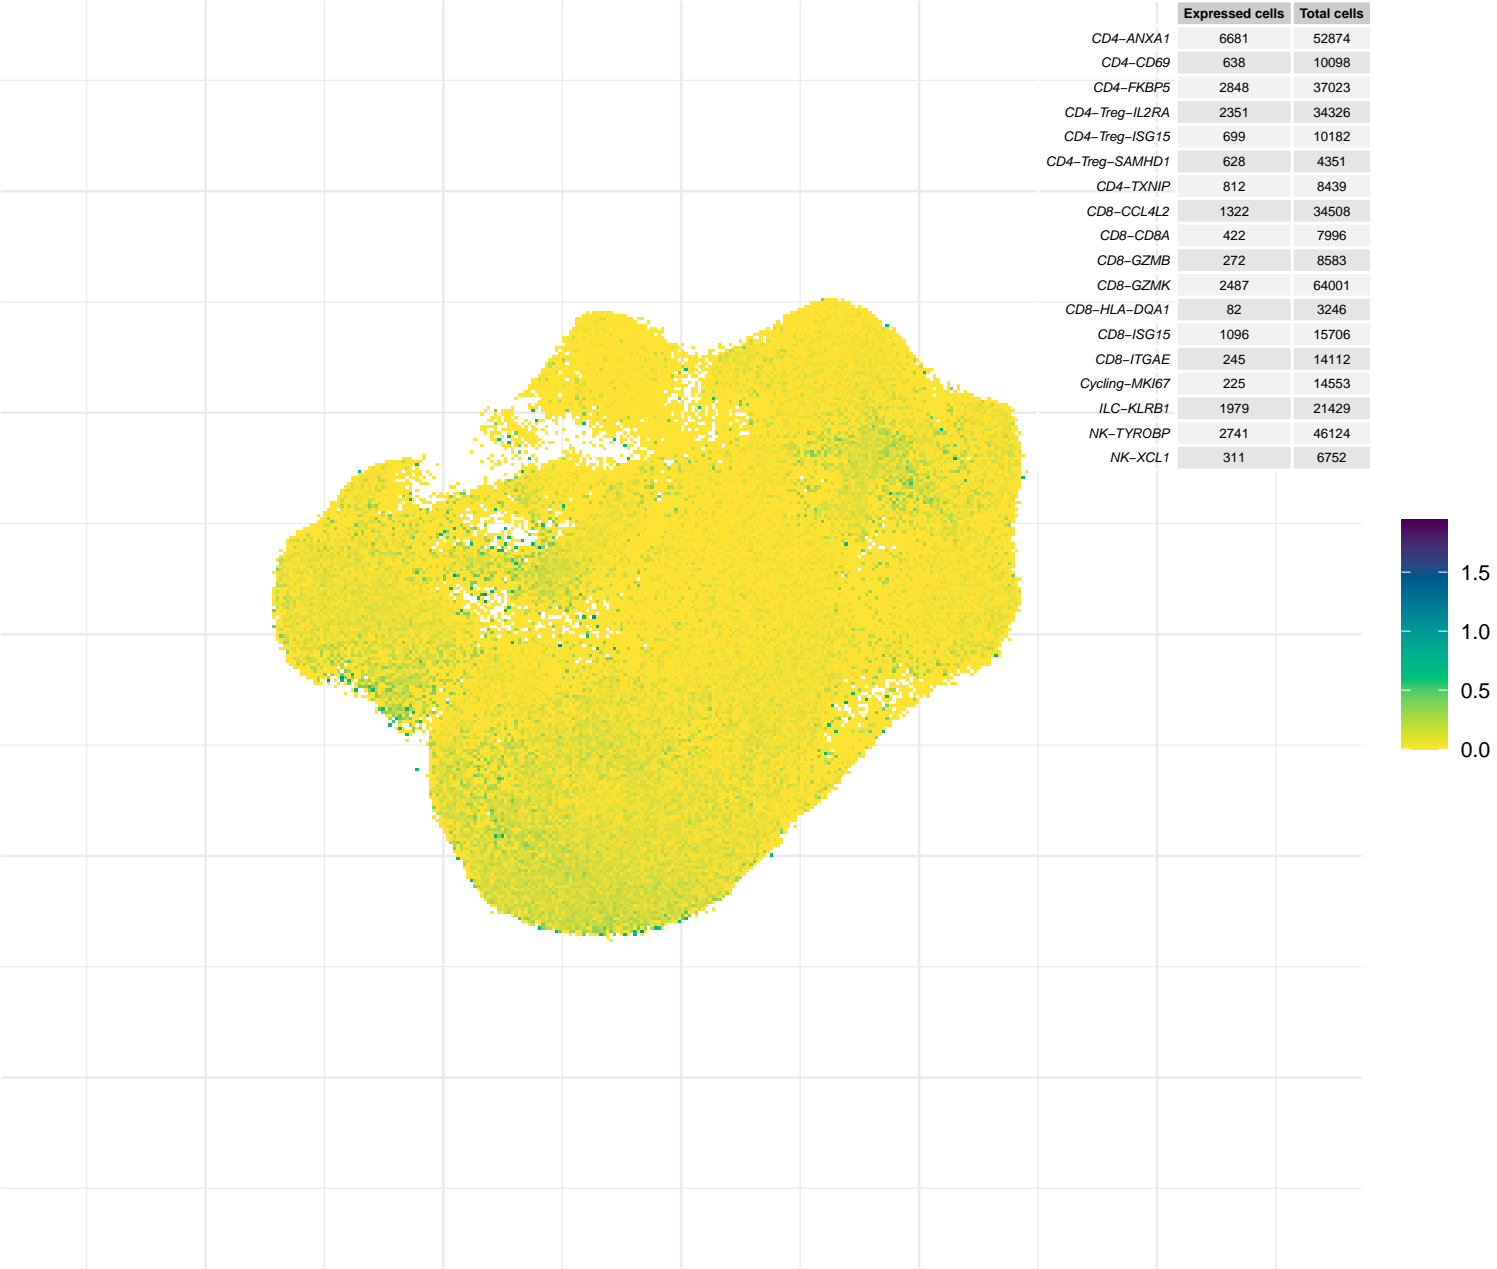 Expressed cells Total cells
CD4−ANXA1 6681 52874
CD4−CD69 638 10098
CD4−FKBP5 2848 37023
CD4−Treg−IL2RA 2351 34326
CD4−Treg−ISG15 699 10182
CD4−Treg−SAMHD1 628 4351
CD4−TXNIP 812 8439
CD8−CCL4L2 1322 34508
CD8−CD8A 422 7996
CD8−GZMB 272 8583
CD8−GZMK 2487 64001
CD8−HLA−DQA1 82 3246
CD8−ISG15 1096 15706
CD8−ITGAE 245 14112
Cycling−MKI67 225 14553
ILC−KLRB1 1979 21429
NK−TYROBP 2741 46124
NK−XCL1 311 6752
1.5
1.0
0.5
0.0